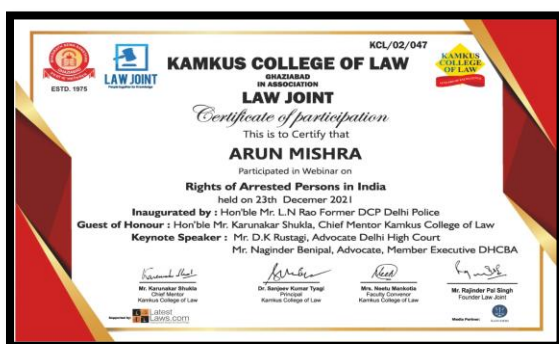 KCL/02/047
ESTD. 1975
LAW JOINT
KAMKUS COLLEGE OF LAW
GHAZIABAD
IN ASSOCIATION
LAW JOINT
KAMKUS
COLLEGE
OF LAW
Certificate of participation
This is to Certify that
ARUN MISHRA
Participated in Webinar on
Rights of Arrested Persons in India
held on 23th Decemer 2021
Inaugurated by : Hon'ble Mr. L.N Rao Former DCP Delhi Police
Guest of Honour : Hon'ble Mr. Karunakar Shukla, Chief Mentor Kamkus College of Law
Keynote Speaker : Mr. D.K Rustagi, Advocate Delhi High Court
Mr. Naginder Benipal, Advocate, Member Executive DHCBA
Mr. Karunakar Shukla
Chief Mentor
Kamkus College of Law
Dr. Sanjeev Kumar Tyagi
Principal
Kamkus College of Law
Mrs. Neetu Mankotia
Faculty Convenor
Kamkus College of Law
Mr. Rajinder Pal Singh
Founder Law Joint
Supported by:
Latest
Laws.com
Media Partner: